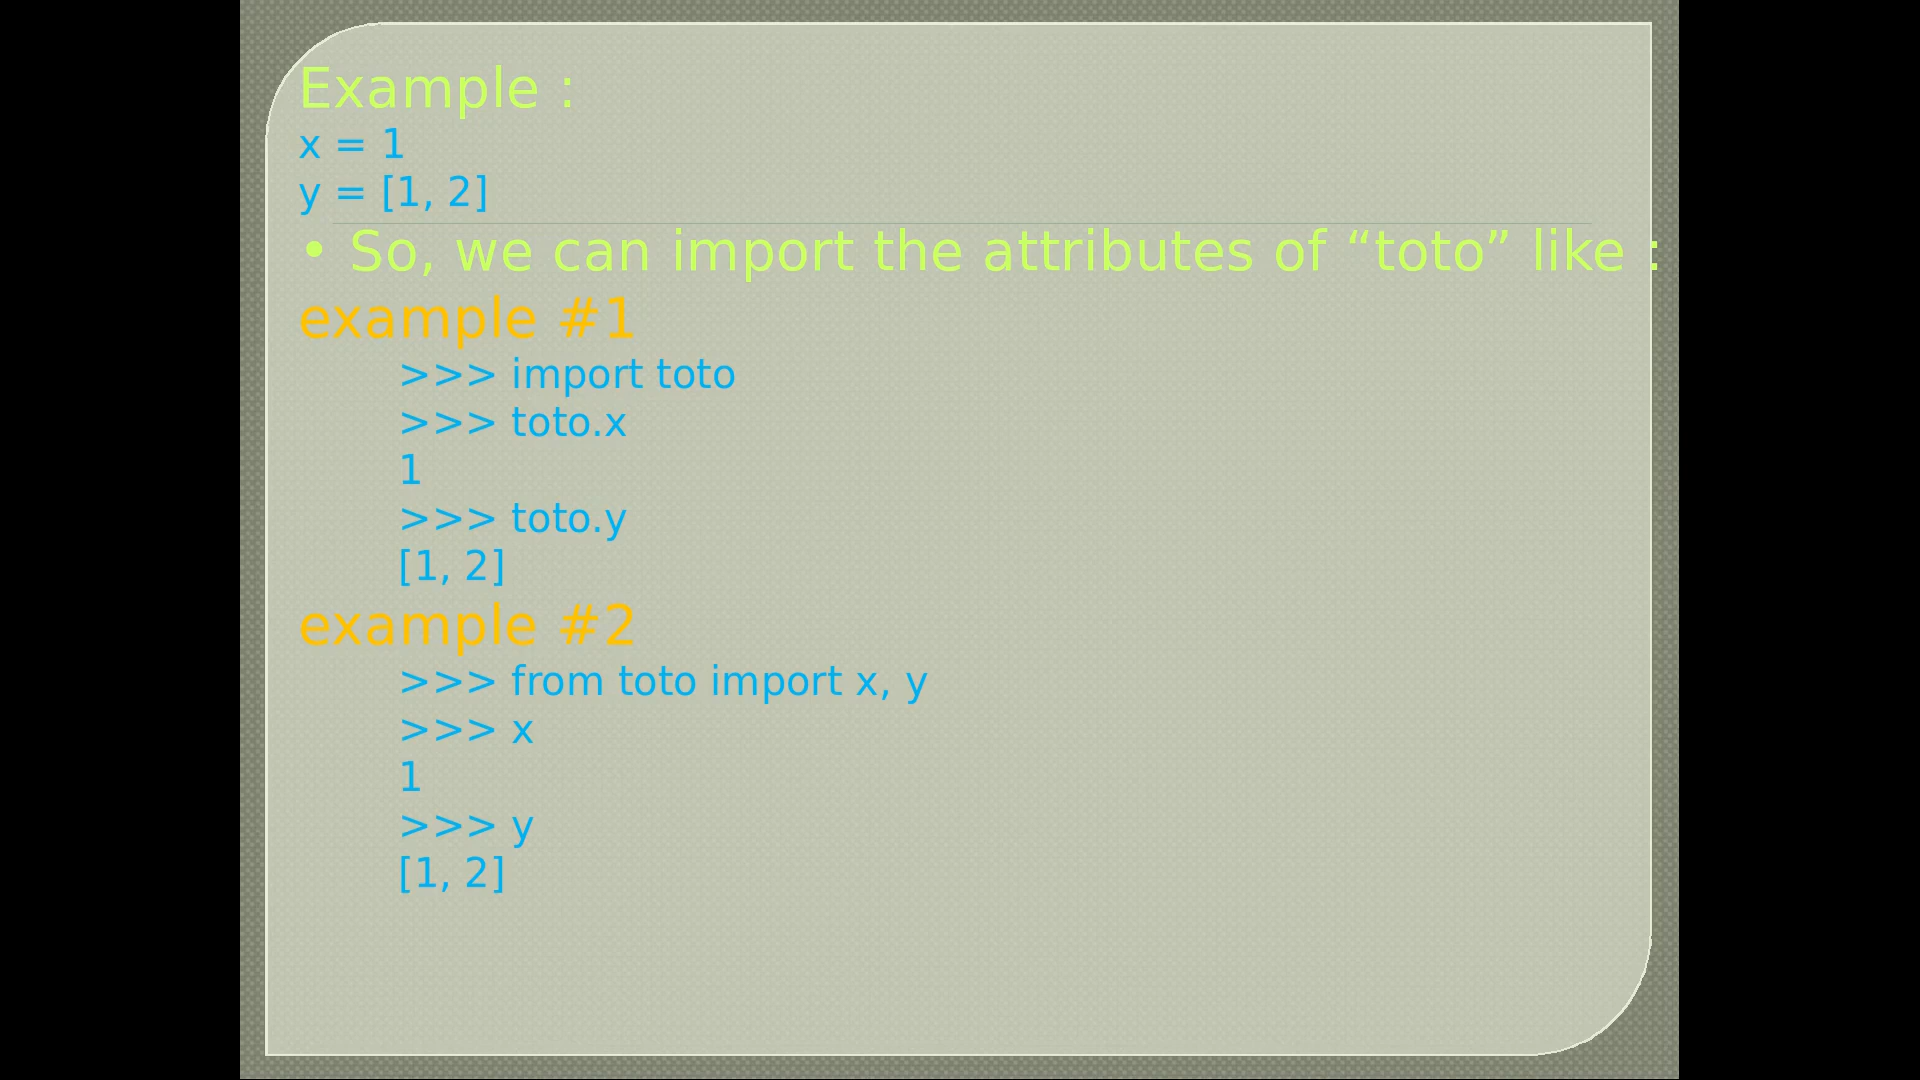 Example :
x = 1
y = [1, 2]
• So, we can import the attributes of “toto” like :
example #1
>>> import toto
>>> toto.x
1
>>> toto.y
[1, 2]
example #2
>>> from toto import x, y
>>> x
1
>>> y
[1, 2]